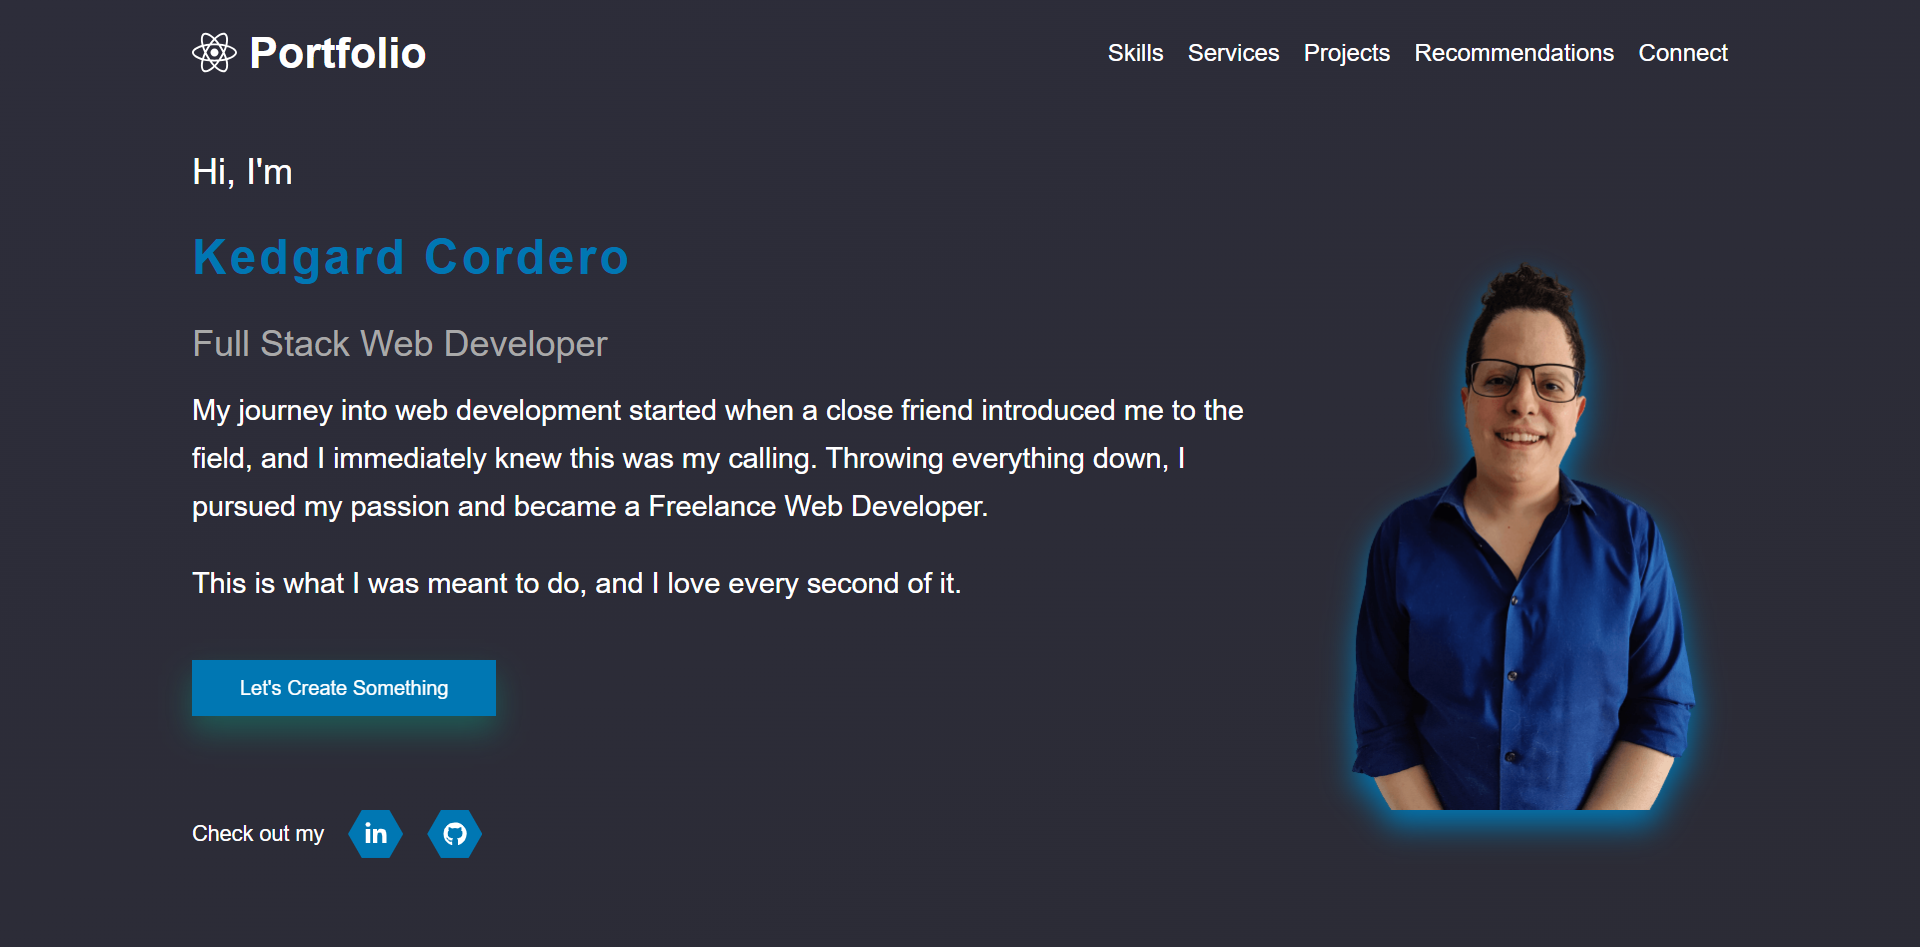 Portfolio
Skills Services Projects Recommendations Connect
Hi, I'm
Kedgard Cordero
Full Stack Web Developer
My journey into web development started when a close friend introduced me to the
field, and I immediately knew this was my calling. Throwing everything down, I
pursued my passion and became a Freelance Web Developer.
This is what I was meant to do, and I love every second of it.
Let's Create Something
Check out my in